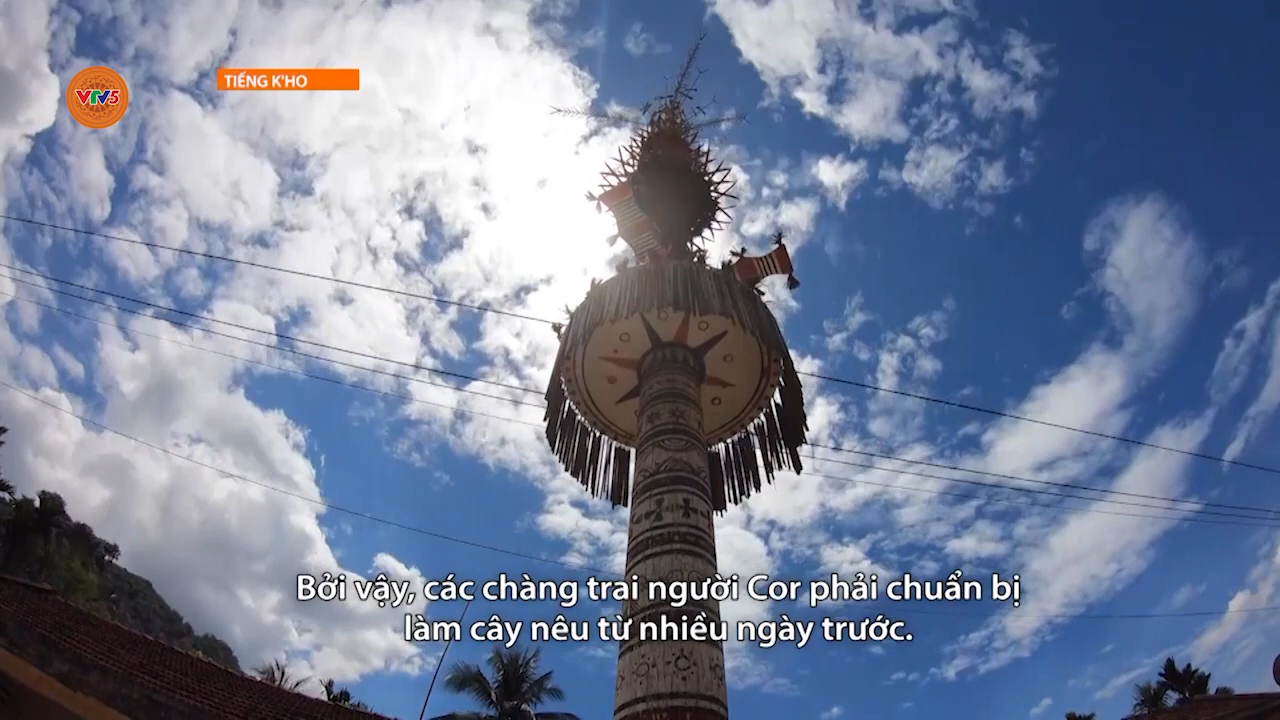 VTV5
TIẾNG K'HO
Bởi vậy, các chàng trai người Cor phải chuẩn bị
làm cây nêu từ nhiều ngày trước.